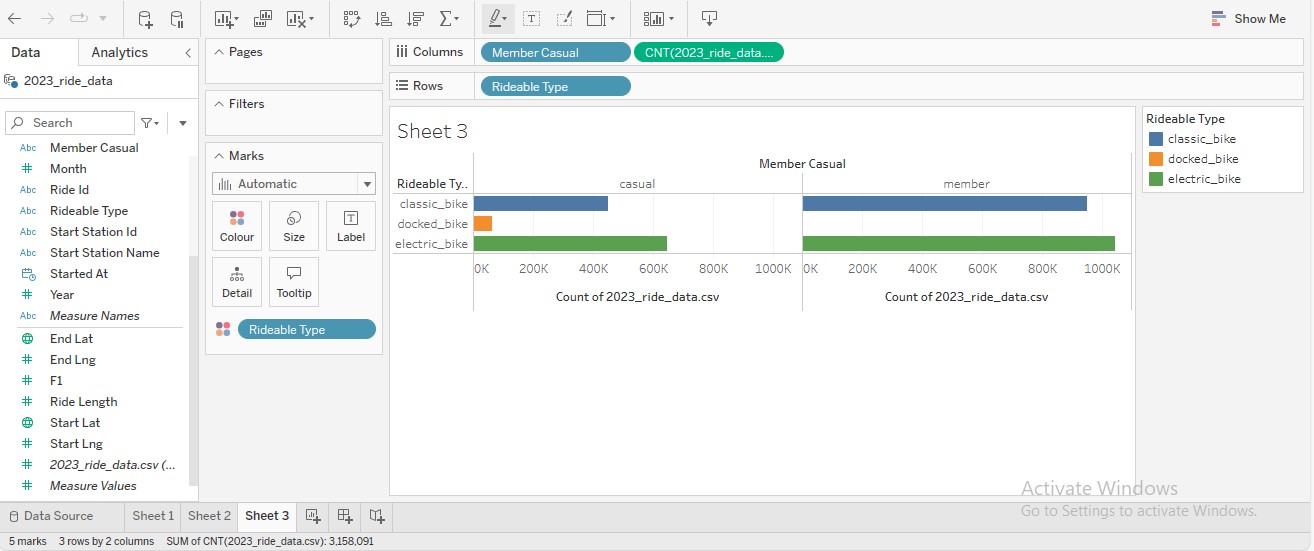 Show Me
Data Analytics
2023_ride_data
Search
Abc Member Casual
# Month
Abc Ride Id
Abc Rideable Type
Abc Start Station Id
Abc Start Station Name
Started At
# Year
Abc Measure Names
End Lat
# End Lng
# F1
# Ride Length
Start Lat
# Start Lng
# 2023_ride_data.csv (...
# Measure Values
Pages
Filters
Marks
Automatic
Colour Size Label
Detail Tooltip
Rideable Type
Columns Member Casual CNT(2023_ride_data....
Rows Rideable Type
Sheet 3
Member Casual
Rideable Ty.. casual member
classic_bike
docked_bike
electric_bike
0K 200K 400K 600K 800K 1000K 0K 200K 400K 600K 800K 1000K
Count of 2023_ride_data.csv Count of 2023_ride_data.csv
Rideable Type
classic_bike
docked_bike
electric_bike
Activate Windows
Go to Settings to activate Windows.
Data Source Sheet 1 Sheet 2 Sheet 3
5 marks 3 rows by 2 columns SUM of CNT(2023_ride_data.csv): 3,158,091